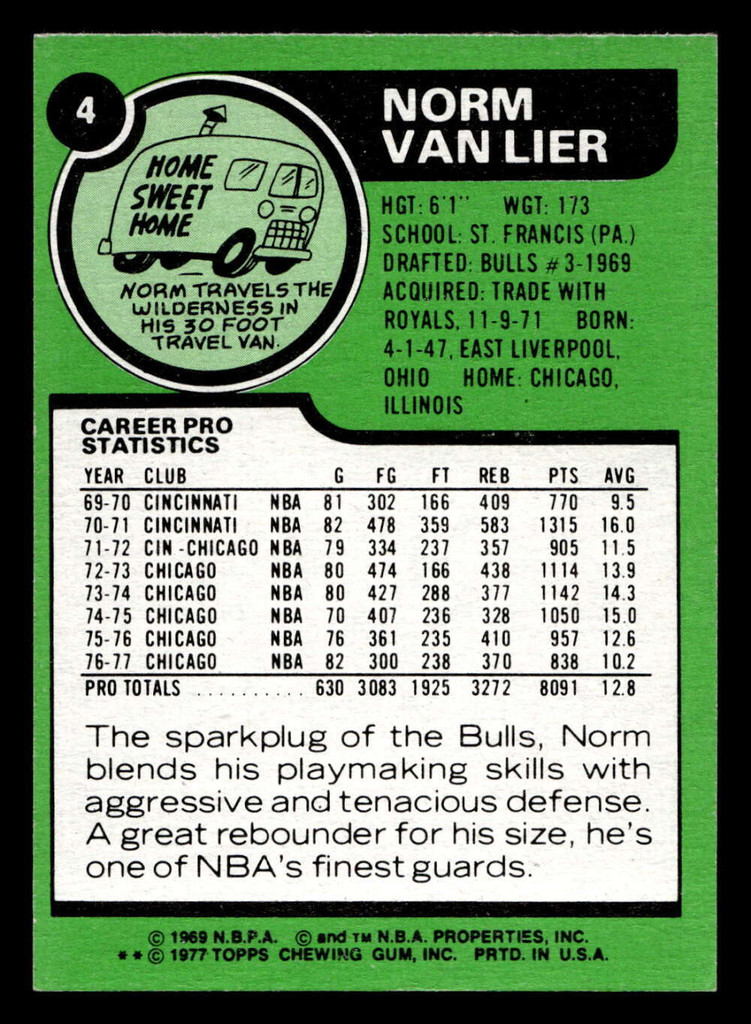 4
HOME
SWEET
HOME
NORM TRAVELS THE
WILDERNESS IN
HIS 30 FOOT
TRAVEL VAN.
NORM
VAN LIER
HGT: 6'1" WGT: 173
SCHOOL: ST. FRANCIS (PA.)
DRAFTED: BULLS #3-1969
ACQUIRED: TRADE WITH
ROYALS, 11-9-71 BORN:
4-1-47, EAST LIVERPOOL,
OHIO HOME: CHICAGO,
ILLINOIS
CAREER PRO
STATISTICS
YEAR CLUB G FG FT REB PTS AVG
69-70 CINCINNATI NBA 81 302 166 409 770 9.5
70-71 CINCINNATI NBA 82 478 359 583 1315 16.0
71-72 CIN-CHICAGO NBA 79 334 237 357 905 11.5
72-73 CHICAGO NBA 80 474 166 438 1114 13.9
73-74 CHICAGO NBA 80 427 288 377 1142 14.3
74-75 CHICAGO NBA 70 407 236 328 1050 15.0
75-76 CHICAGO NBA 76 361 235 410 957 12.6
76-77 CHICAGO NBA 82 300 238 370 838 10.2
PRO TOTALS .......... 630 3083 1925 3272 8091 12.8
The sparkplug of the Bulls, Norm
blends his playmaking skills with
aggressive and tenacious defense.
A great rebounder for his size, he's
one of NBA's finest guards.
© 1969 N.B.P.A. © and TM N.B.A. PROPERTIES, INC.
**© 1977 TOPPS CHEWING GUM, INC. PRTD. IN U.S.A.